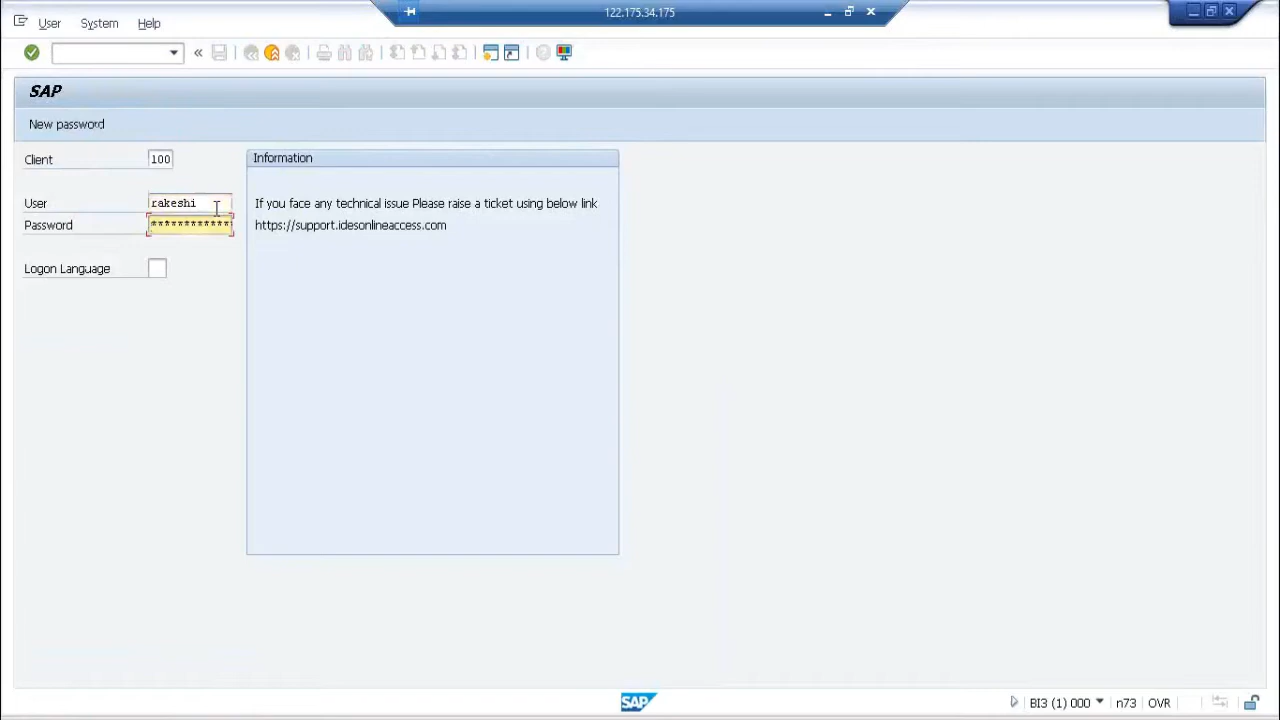 122.175.34.175
User System Help
SAP
New password
Client 100
User rakeshi
Password ************
Logon Language
Information
If you face any technical issue Please raise a ticket using below link
https://support.idesonlineaccess.com
SAP
BI3 (1) 000 n73 OVR